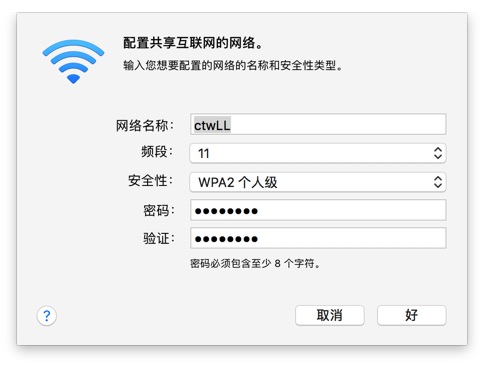 配置共享互联网的网络。
输入您想要配置的网络的名称和安全性类型。
网络名称： ctwLL
频段： 11
安全性： WPA2 个人级
密码： ●●●●●●●●
验证： ●●●●●●●●
密码必须包含至少 8 个字符。
? 取消 好